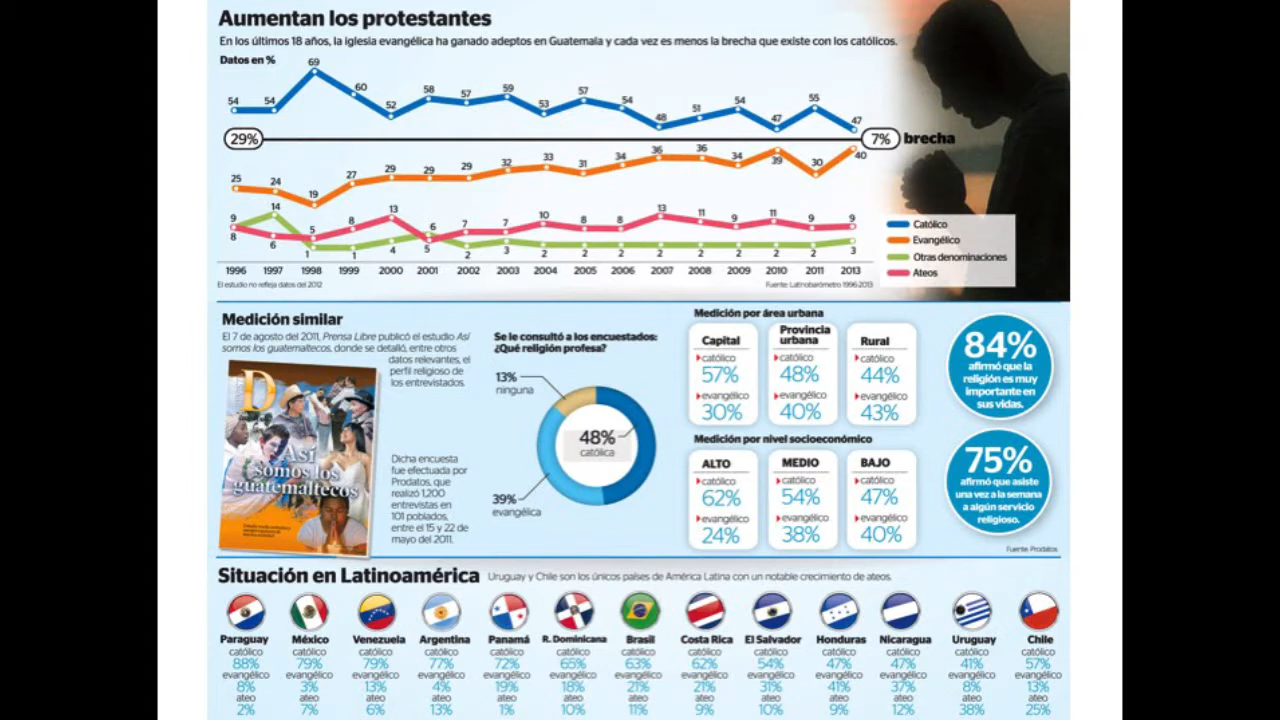 Aumentan los protestantes
En los últimos 18 años, la iglesia evangélica ha ganado adeptos en Guatemala y cada vez es menos la brecha que existe con los católicos.
Datos en %
54 54 69 60 52 58 57 59 53 57 54 48 51 54 47 55 47
29% 7% brecha
25 24 19 27 29 29 29 32 33 31 34 36 36 34 39 30 40
9 14 5 8 13 6 7 7 10 8 8 13 11 9 11 9 9
8 6 1 1 4 5 2 3 2 2 2 2 2 2 2 2 3
Católico
Evangélico
Otras denominaciones
Ateos
1996 1997 1998 1999 2000 2001 2002 2003 2004 2005 2006 2007 2008 2009 2010 2011 2013
El estudio no refleja datos del 2012
Fuente: Latinobarómetro 1996-2013
Medición similar
El 7 de agosto del 2011, Prensa Libre publicó el estudio Así
somos los guatemaltecos, donde se detalló, entre otros
datos relevantes, el
perfil religioso de
los entrevistados.
D
Así
somos los
guatemaltecos
Dicha encuesta
fue efectuada por
Prodatos, que
realizó 1,200
entrevistas en
101 poblados,
entre el 15 y 22 de
mayo del 2011.
Se le consultó a los encuestados:
¿Qué religión profesa?
13%
ninguna
48%
católica
39%
evangélica
Medición por área urbana
Capital
católico
57%
evangélico
30%
Provincia
urbana
católico
48%
evangélico
40%
Rural
católico
44%
evangélico
43%
Medición por nivel socioeconómico
ALTO
católico
62%
evangélico
24%
MEDIO
católico
54%
evangélico
38%
BAJO
católico
47%
evangélico
40%
84%
afirmó que la
religión es muy
importante en
sus vidas.
75%
afirmó que asiste
una vez a la semana
a algún servicio
religioso.
Fuente: Prodatos
Situación en Latinoamérica
Uruguay y Chile son los únicos países de América Latina con un notable crecimiento de ateos.
Paraguay México Venezuela Argentina Panamá R. Dominicana Brasil Costa Rica El Salvador Honduras Nicaragua Uruguay Chile
católico católico católico católico católico católico católico católico católico católico católico católico católico
88% 79% 79% 77% 72% 65% 63% 62% 54% 47% 47% 41% 57%
evangélico evangélico evangélico evangélico evangélico evangélico evangélico evangélico evangélico evangélico evangélico evangélico evangélico
8% 3% 13% 4% 19% 18% 21% 21% 31% 41% 37% 8% 13%
ateo ateo ateo ateo ateo ateo ateo ateo ateo ateo ateo ateo ateo
2% 7% 6% 13% 1% 10% 11% 9% 10% 9% 12% 38% 25%